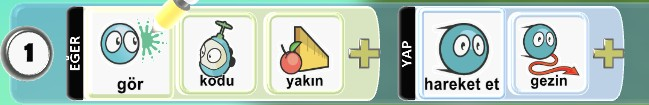 1
EĞER
gör
kodu
yakın
YAP
hareket et
gezin